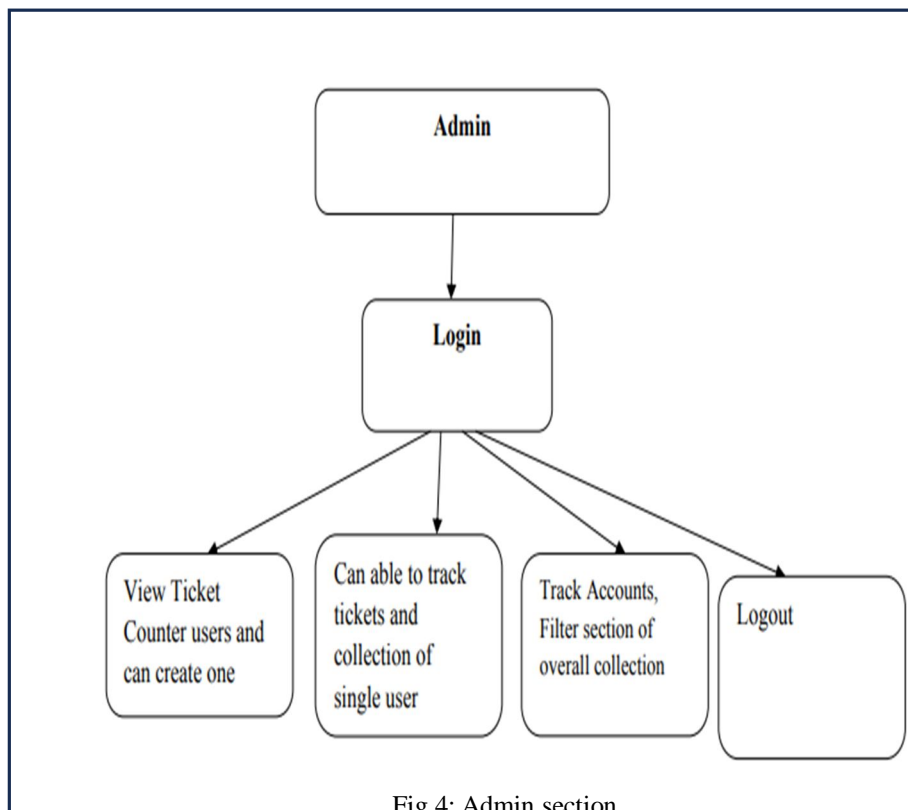 Admin
Login
View Ticket
Counter users and
can create one
Can able to track
tickets and
collection of
single user
Track Accounts,
Filter section of
overall collection
Logout
Fig 4: Admin section